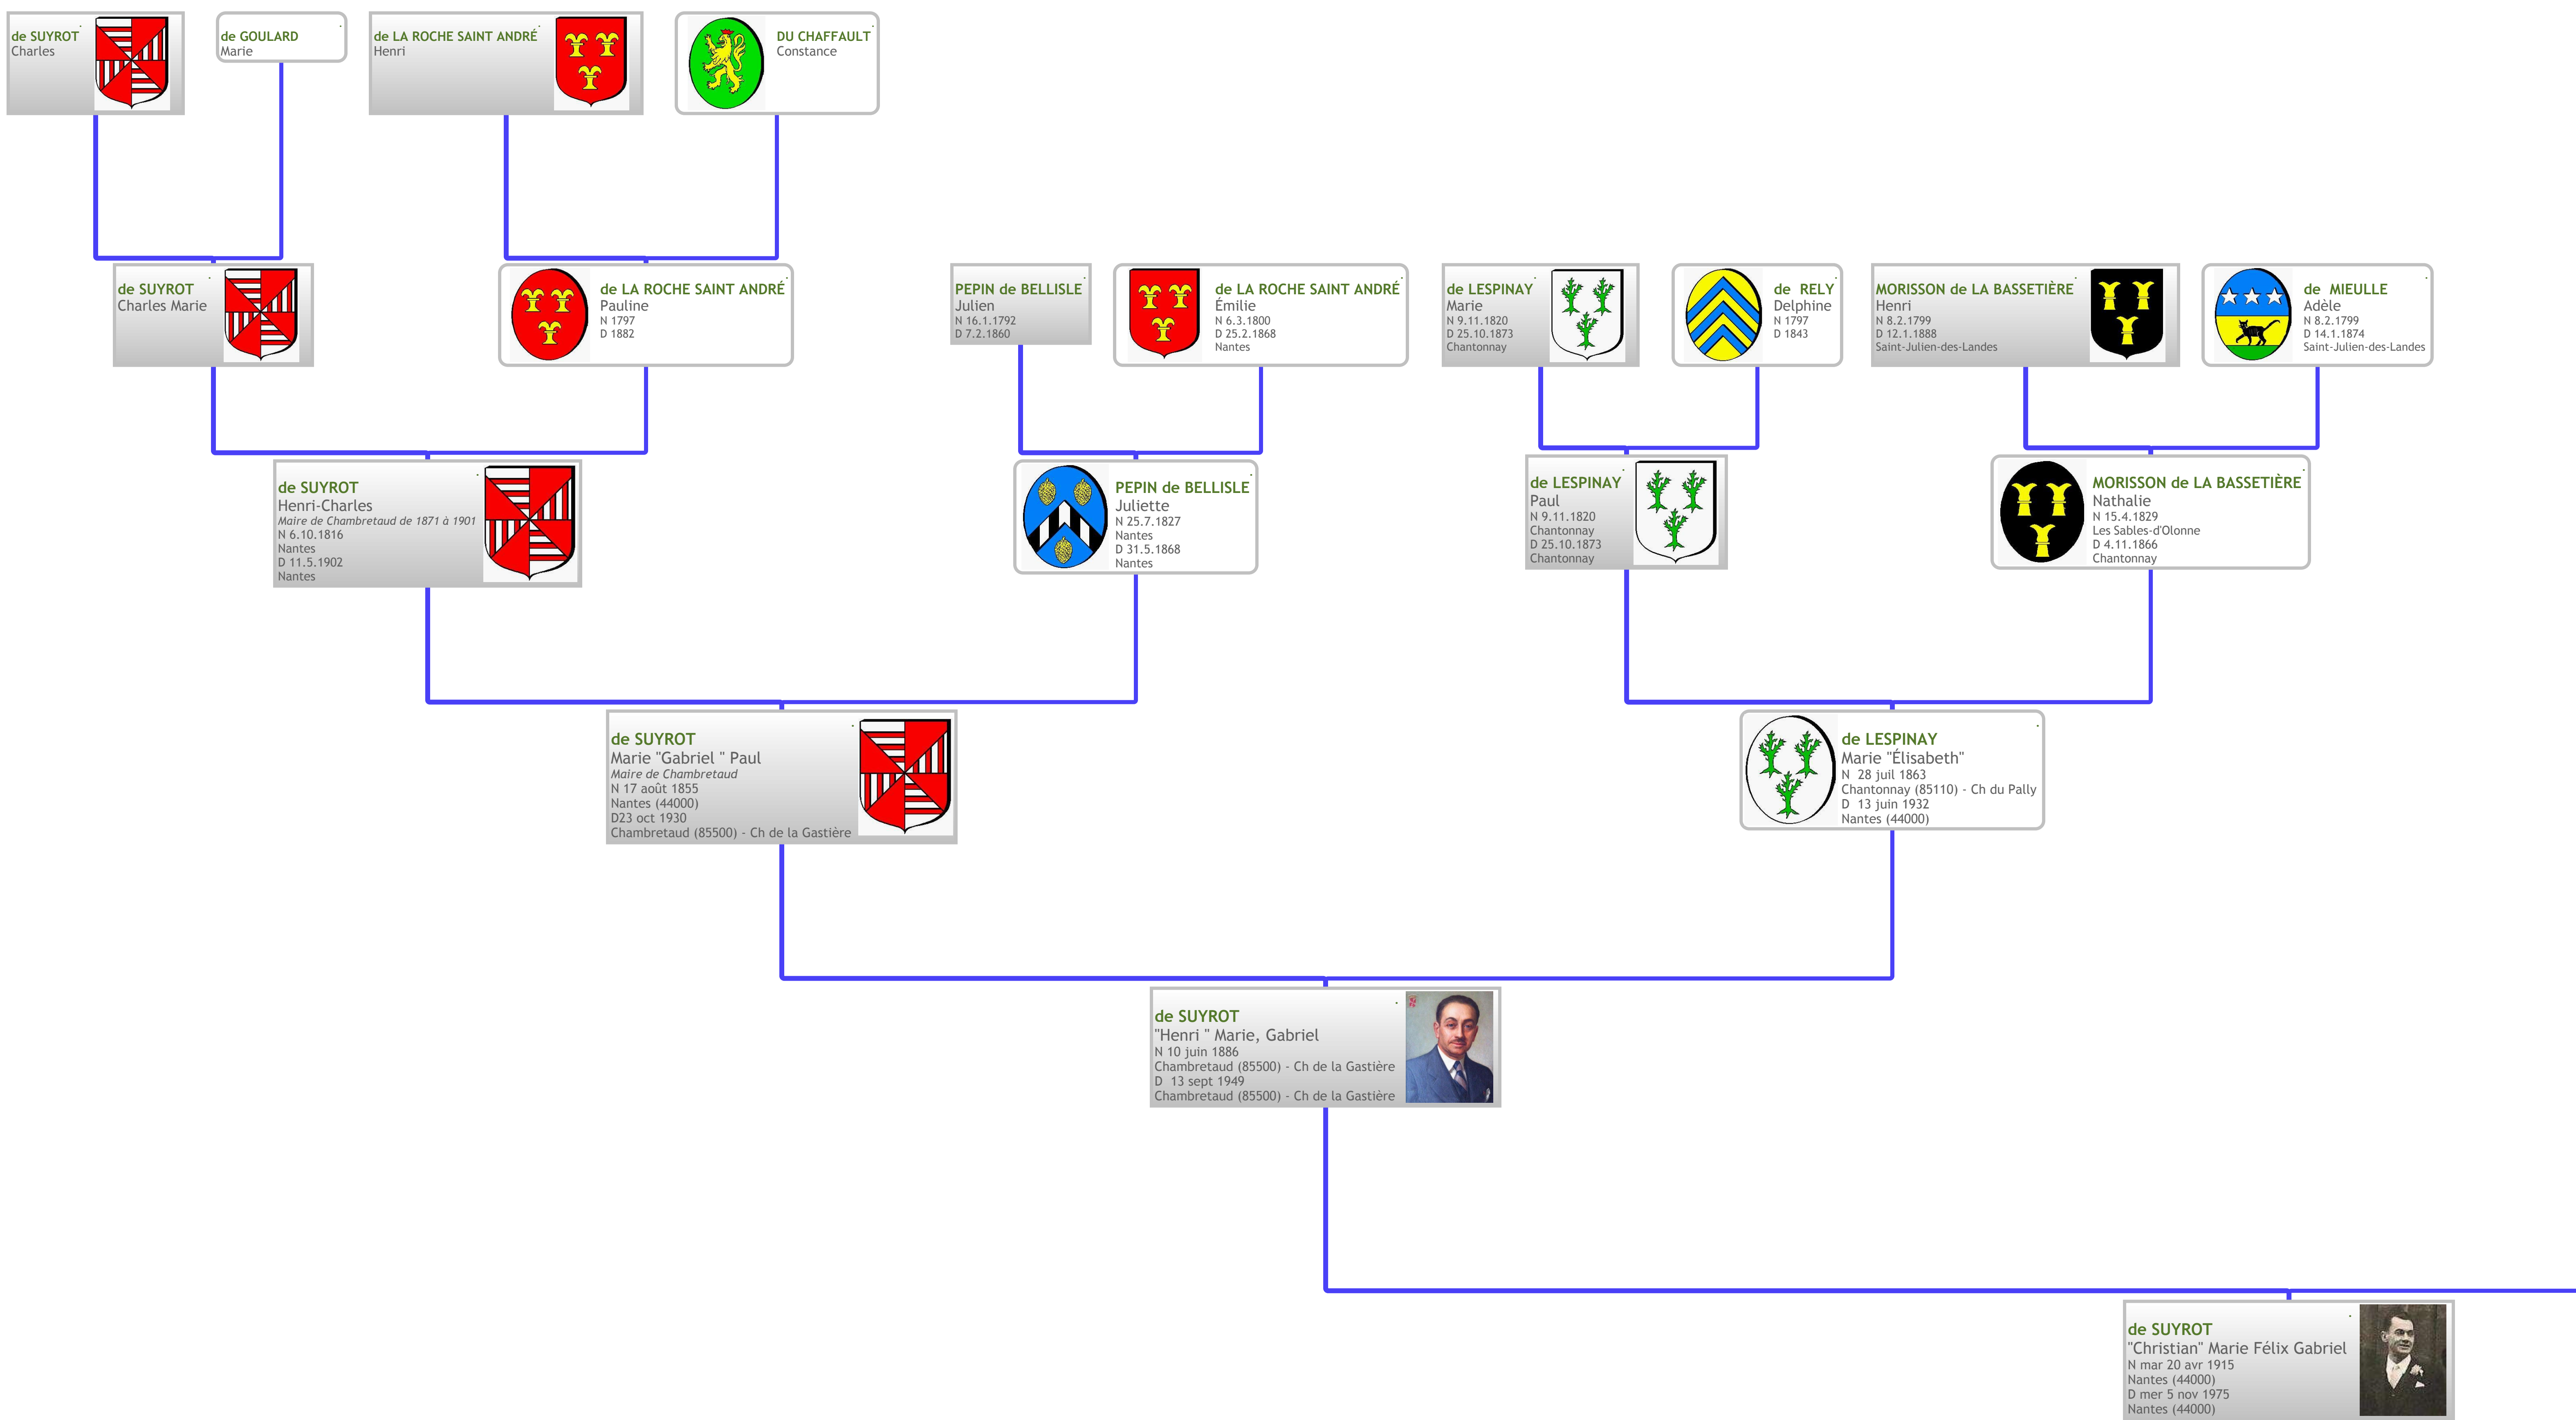 de SUYROT
Charles
de GOULARD
Marie
de LA ROCHE SAINT ANDRÉ
Henri
DU CHAFFAULT
Constance
de SUYROT
Charles Marie
de LA ROCHE SAINT ANDRÉ
Pauline
N 1797
D 1882
PEPIN de BELLISLE
Julien
N 16.1.1792
D 7.2.1860
de LA ROCHE SAINT ANDRÉ
Émilie
N 6.3.1800
D 25.2.1868
Nantes
de LESPINAY
Marie
N 9.11.1820
D 25.10.1873
Chantonnay
de  RELY
Delphine
N 1797
D 1843
MORISSON de LA BASSETIÈRE
Henri
N 8.2.1799
D 12.1.1888
Saint-Julien-des-Landes
de  MIEULLE
Adèle
N 8.2.1799
D 14.1.1874
Saint-Julien-des-Landes
de SUYROT
Henri-Charles
Maire de Chambretaud de 1871 à 1901
N 6.10.1816
Nantes
D 11.5.1902
Nantes
PEPIN de BELLISLE
Juliette
N 25.7.1827
Nantes
D 31.5.1868
Nantes
de LESPINAY
Paul
N 9.11.1820
Chantonnay
D 25.10.1873
Chantonnay
MORISSON de LA BASSETIÈRE
Nathalie
N 15.4.1829
Les Sables-d'Olonne
D 4.11.1866
Chantonnay
de SUYROT
Marie "Gabriel " Paul
Maire de Chambretaud
N 17 août 1855
Nantes (44000)
D23 oct 1930
Chambretaud (85500) - Ch de la Gastière
de LESPINAY
Marie "Élisabeth"
N  28 juil 1863
Chantonnay (85110) - Ch du Pally
D  13 juin 1932
Nantes (44000)
de SUYROT
"Henri " Marie, Gabriel
N 10 juin 1886
Chambretaud (85500) - Ch de la Gastière
D  13 sept 1949
Chambretaud (85500) - Ch de la Gastière
de SUYROT
"Christian" Marie Félix Gabriel
N mar 20 avr 1915
Nantes (44000)
D mer 5 nov 1975
Nantes (44000)